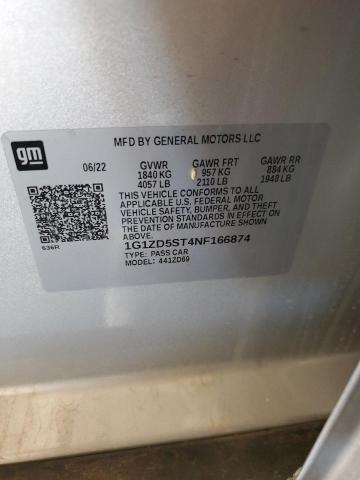 gm
MFD BY GENERAL MOTORS LLC
06/22 GVWR GAWR FRT GAWR RR
1840 KG 957 KG 884 KG
4057 LB 2110 LB 1948 LB
THIS VEHICLE CONFORMS TO ALL
APPLICABLE U.S. FEDERAL MOTOR
VEHICLE SAFETY, BUMPER, AND THEFT
PREVENTION STANDARDS IN EFFECT ON
THE DATE OF MANUFACTURE SHOWN ABOVE.
1G1ZD5ST4NF166874
TYPE: PASS CAR
MODEL: 441ZD69
S36R